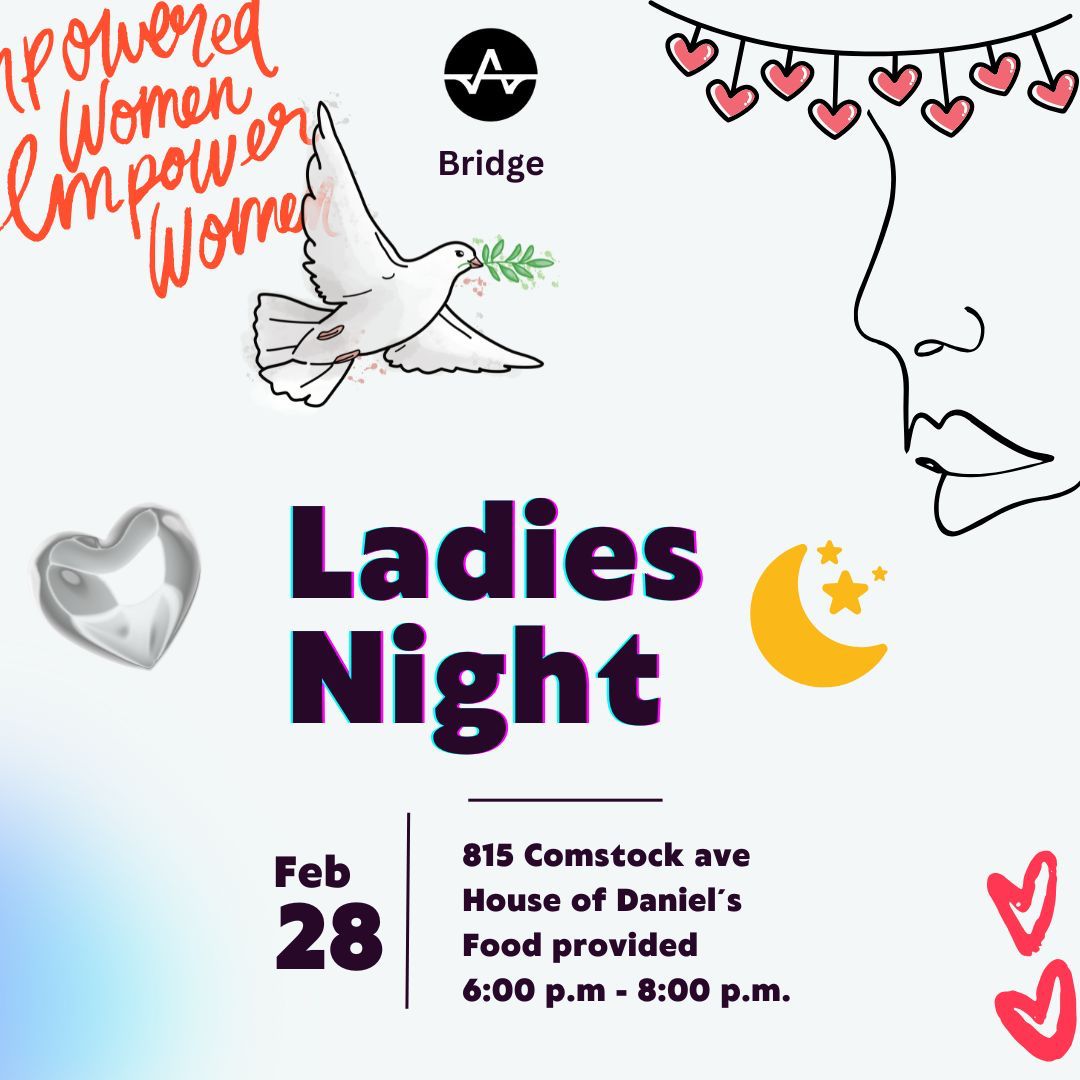 mpowered
Women
Empower
Women
Bridge
Ladies
Night
Feb
28
815 Comstock ave
House of Daniel´s
Food provided
6:00 p.m - 8:00 p.m.